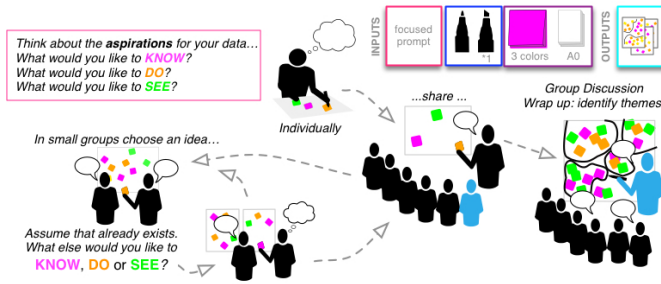 Think about the aspirations for your data…
What would you like to KNOW?
What would you like to DO?
What would you like to SEE?
INPUTS
focused
prompt
*1
3 colors
A0
OUTPUTS
Individually
...share ...
Group Discussion
Wrap up: identify themes
In small groups choose an idea…
Assume that already exists.
What else would you like to
KNOW, DO or SEE?